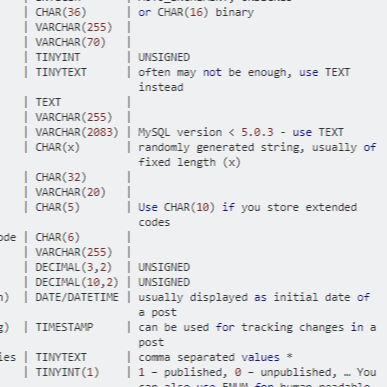 | CHAR(36) | or CHAR(16) binary
| VARCHAR(255) |
| VARCHAR(70) |
| TINYINT | UNSIGNED
| TINYTEXT | often may not be enough, use TEXT
instead
| TEXT |
| VARCHAR(255) |
| VARCHAR(2083) | MySQL version < 5.0.3 - use TEXT
| CHAR(x) | randomly generated string, usually of
fixed length (x)
| CHAR(32) |
| VARCHAR(20) |
| CHAR(5) | Use CHAR(10) if you store extended
codes
ode | CHAR(6) |
| VARCHAR(255) |
| DECIMAL(3,2) | UNSIGNED
| DECIMAL(10,2) | UNSIGNED
) | DATE/DATETIME | usually displayed as initial date of
a post
g) | TIMESTAMP | can be used for tracking changes in a
post
ies | TINYTEXT | comma separated values *
| TINYINT(1) | 1 – published, 0 – unpublished, … You